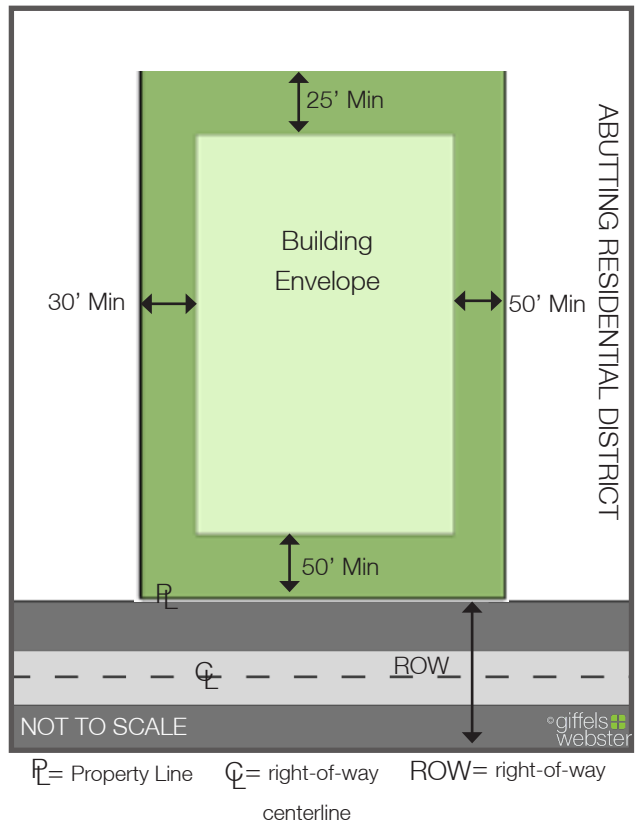 25’ Min
ABUTTING RESIDENTIAL DISTRICT
Building
Envelope
30’ Min
50’ Min
50’ Min
PL
CL
ROW
NOT TO SCALE
©giffels
webster
PL= Property Line
CL= right-of-way
centerline
ROW= right-of-way